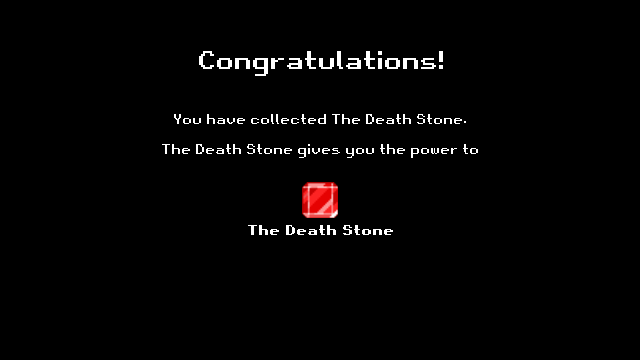 Congratulations!
You have collected The Death Stone.
The Death Stone gives you the power to
The Death Stone